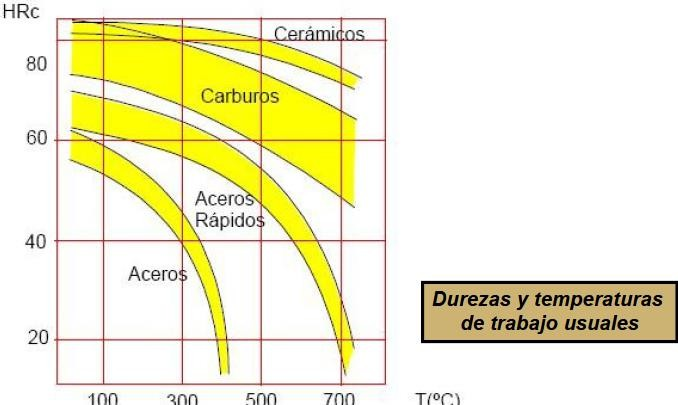 HRc
Cerámicos
80
Carburos
60
Aceros
Rápidos
40
Aceros
Durezas y temperaturas
de trabajo usuales
20
100 300 500 700 T(ºC)